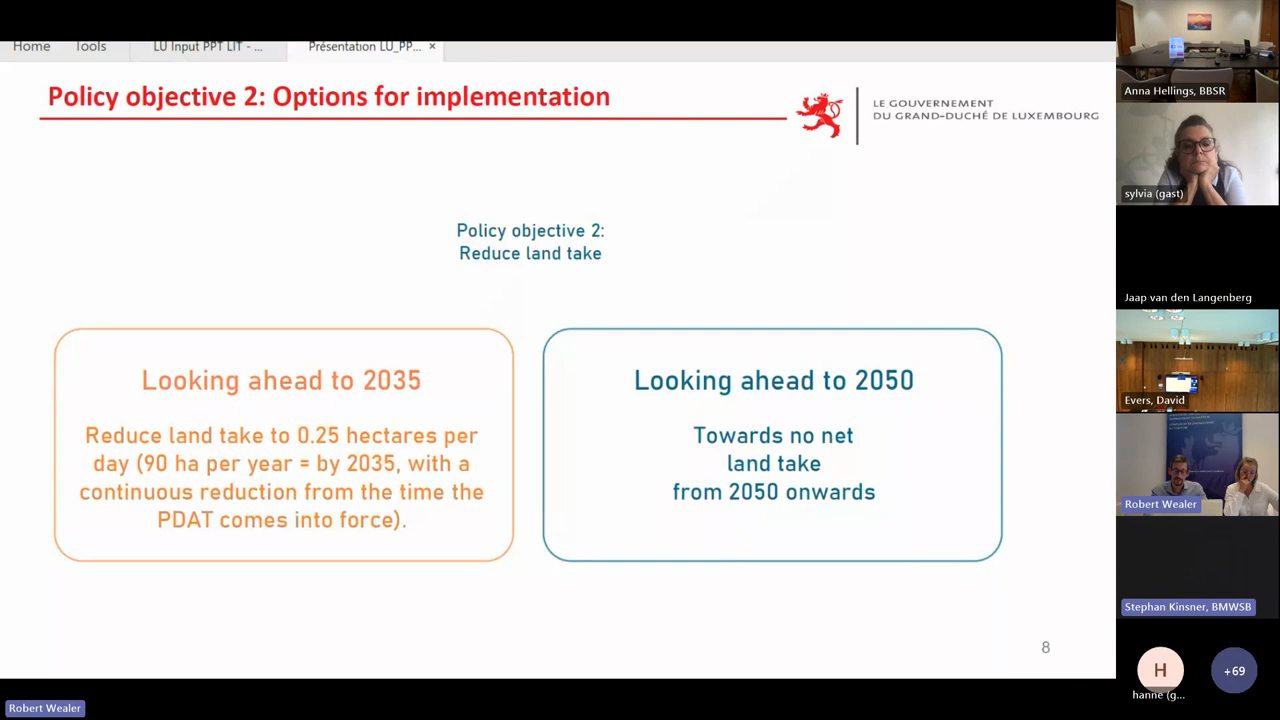 Home Tools LU Input PPT LIT - ... Présentation LU_PP... ×
Policy objective 2: Options for implementation
LE GOUVERNEMENT
DU GRAND-DUCHÉ DE LUXEMBOURG
Policy objective 2:
Reduce land take
Looking ahead to 2035
Reduce land take to 0.25 hectares per
day (90 ha per year = by 2035, with a
continuous reduction from the time the
PDAT comes into force).
Looking ahead to 2050
Towards no net
land take
from 2050 onwards
8
Robert Wealer
Anna Hellings, BBSR
sylvia (gast)
Jaap van den Langenberg
Evers, David
Robert Wealer
Stephan Kinsner, BMWSB
H
hanne (g...
+69